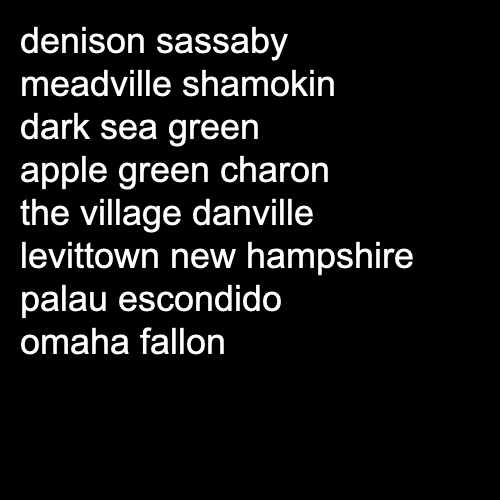 denison sassaby
meadville shamokin
dark sea green
apple green charon
the village danville
levittown new hampshire
palau escondido
omaha fallon